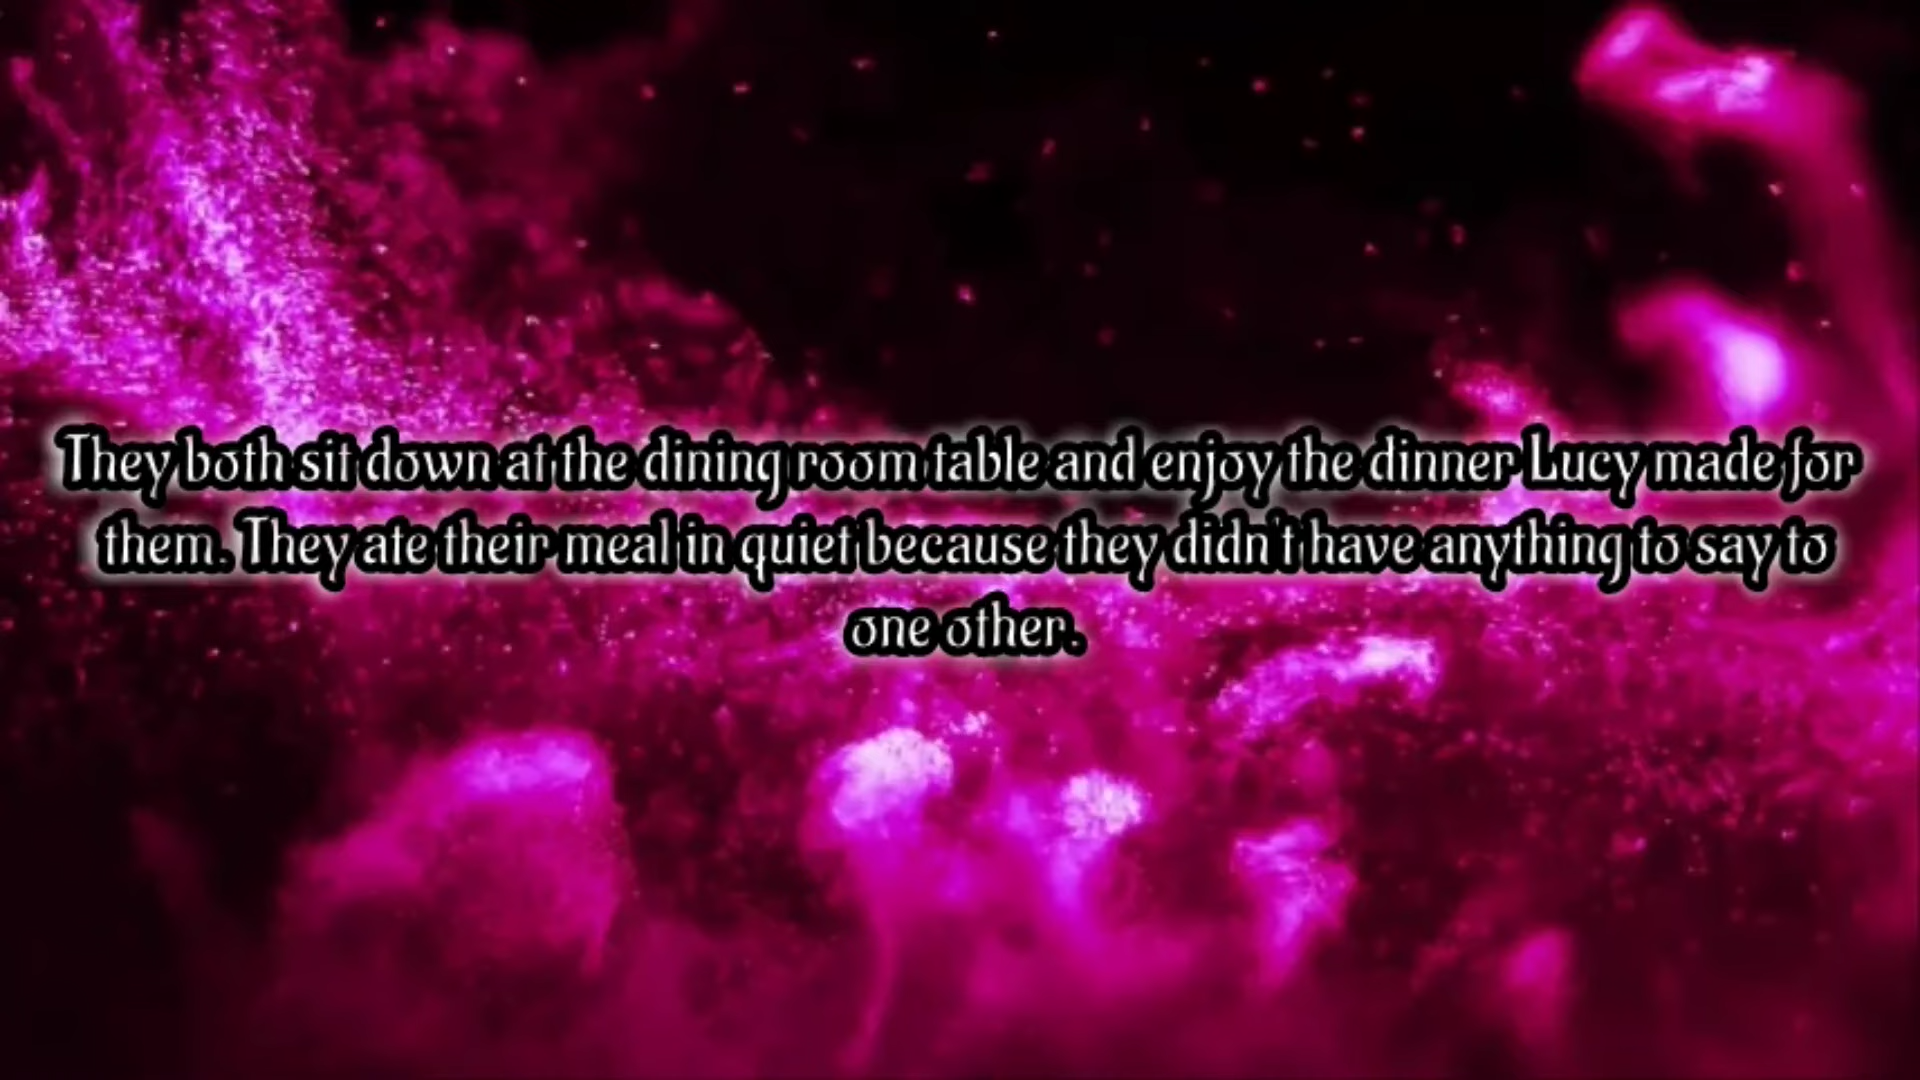 They both sit down at the dining room table and enjoy the dinner Lucy made for
them. They ate their meal in quiet because they didn't have anything to say to
one other.